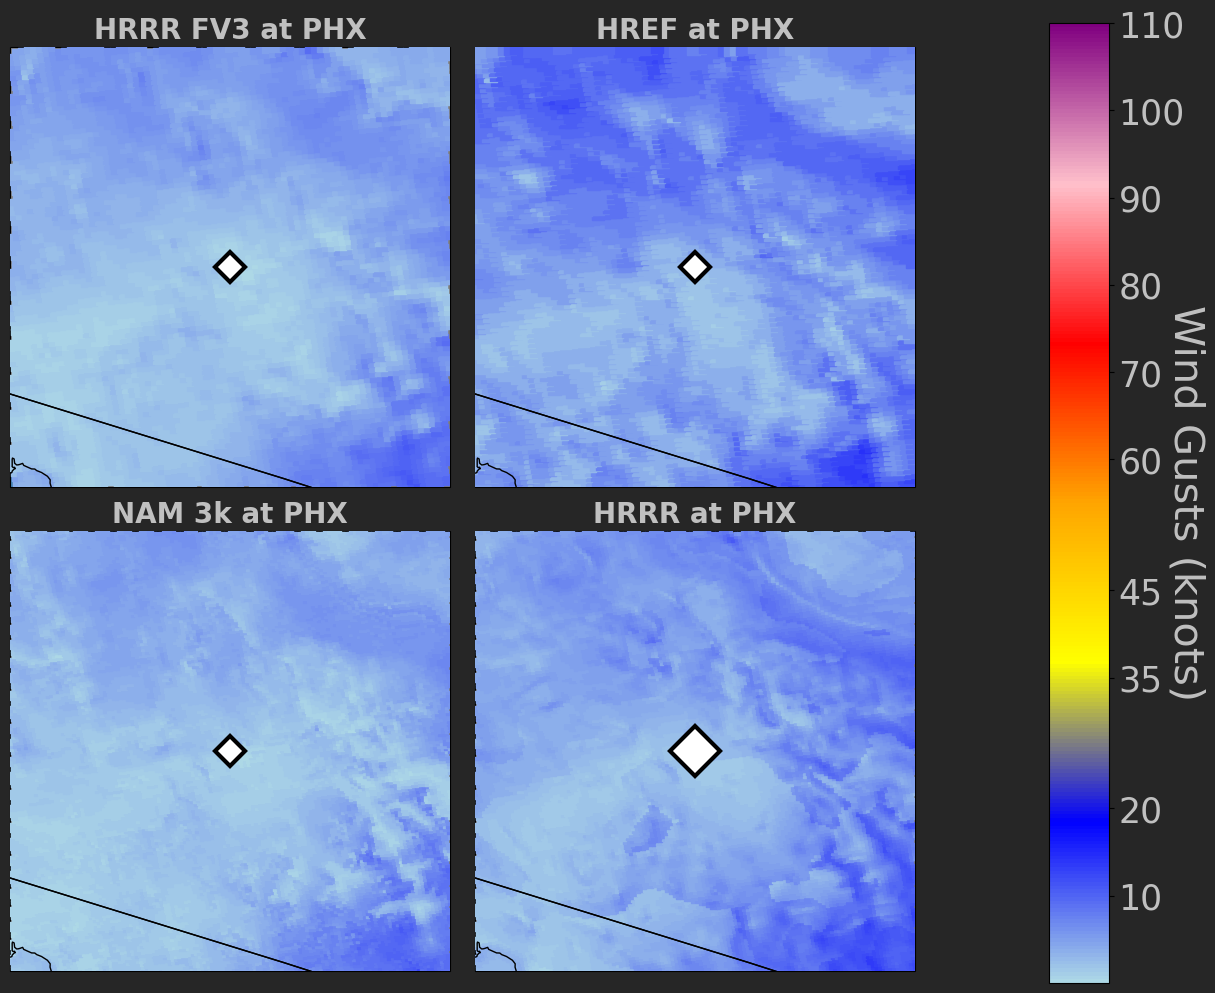 HRRR FV3 at PHX
HREF at PHX
NAM 3k at PHX
HRRR at PHX
110
100
90
80
70
60
45
35
20
10
Wind Gusts (knots)